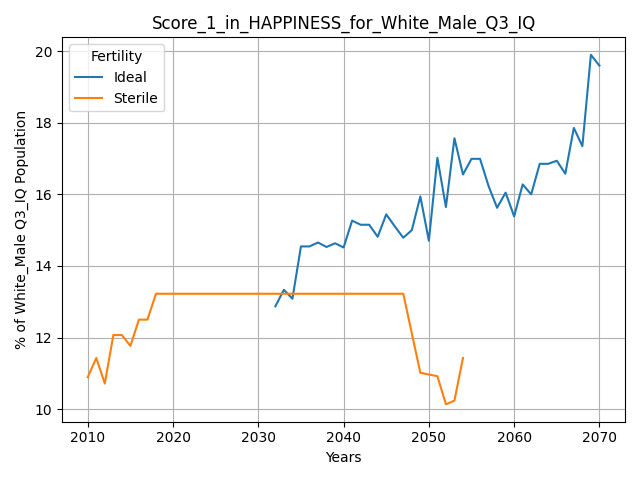 Score_1_in_HAPPINESS_for_White_Male_Q3_IQ
Fertility
Ideal
Sterile
% of White_Male Q3_IQ Population
20
18
16
14
12
10
2010 2020 2030 2040 2050 2060 2070
Years